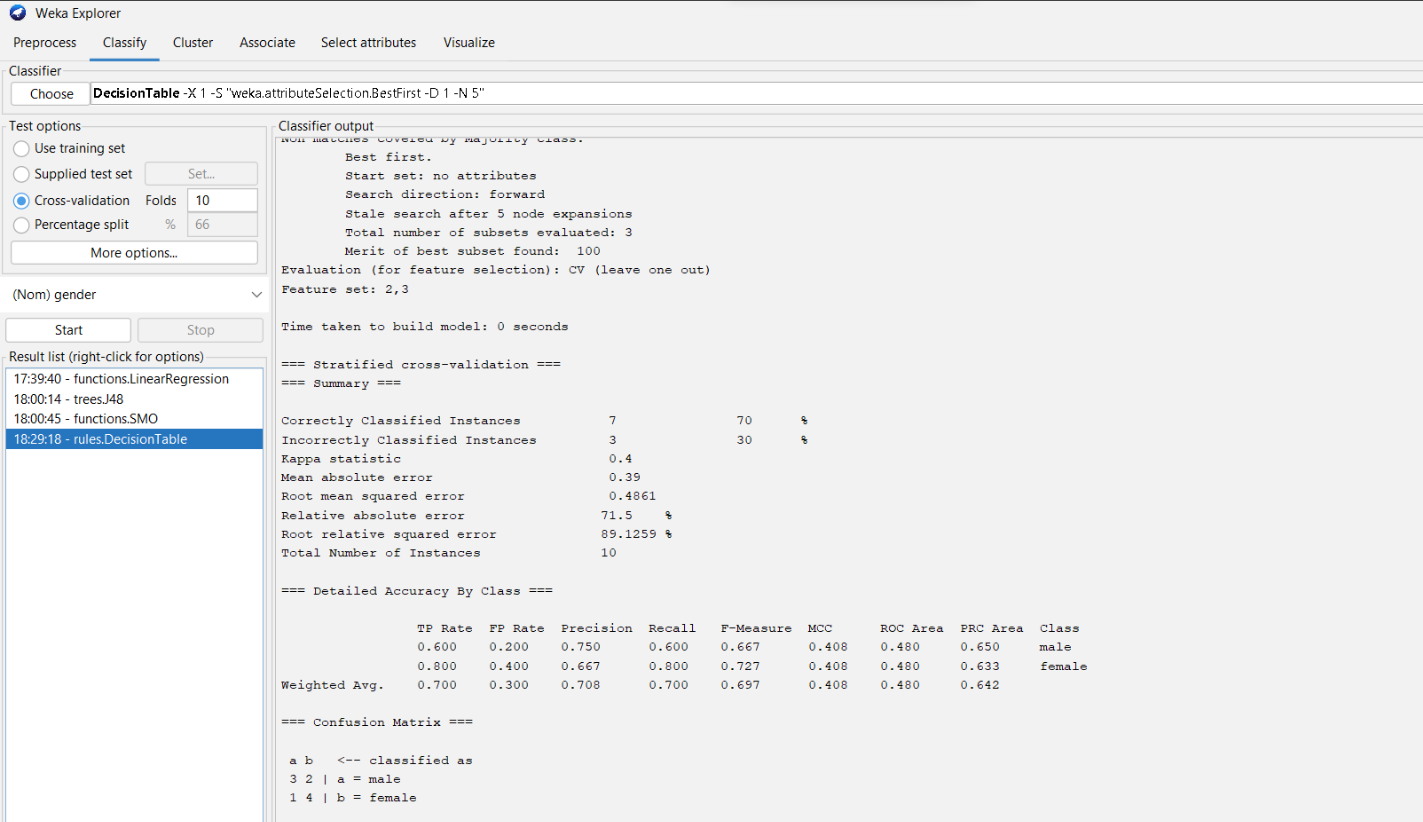 Weka Explorer
Preprocess Classify Cluster Associate Select attributes Visualize
Classifier
Choose DecisionTable -X 1 -S "weka.attributeSelection.BestFirst -D 1 -N 5"
Test options
Use training set
Supplied test set Set...
Cross-validation Folds 10
Percentage split % 66
More options...
(Nom) gender
Start Stop
Result list (right-click for options)
17:39:40 - functions.LinearRegression
18:00:14 - trees.J48
18:00:45 - functions.SMO
18:29:18 - rules.DecisionTable
Classifier output
Non matches covered by Majority class.
Best first.
Start set: no attributes
Search direction: forward
Stale search after 5 node expansions
Total number of subsets evaluated: 3
Merit of best subset found: 100
Evaluation (for feature selection): CV (leave one out)
Feature set: 2,3
Time taken to build model: 0 seconds
=== Stratified cross-validation ===
=== Summary ===
Correctly Classified Instances 7 70 %
Incorrectly Classified Instances 3 30 %
Kappa statistic 0.4
Mean absolute error 0.39
Root mean squared error 0.4861
Relative absolute error 71.5 %
Root relative squared error 89.1259 %
Total Number of Instances 10
=== Detailed Accuracy By Class ===
TP Rate FP Rate Precision Recall F-Measure MCC ROC Area PRC Area Class
0.600 0.200 0.750 0.600 0.667 0.408 0.480 0.650 male
0.800 0.400 0.667 0.800 0.727 0.408 0.480 0.633 female
Weighted Avg. 0.700 0.300 0.708 0.700 0.697 0.408 0.480 0.642
=== Confusion Matrix ===
a b <-- classified as
3 2 | a = male
1 4 | b = female